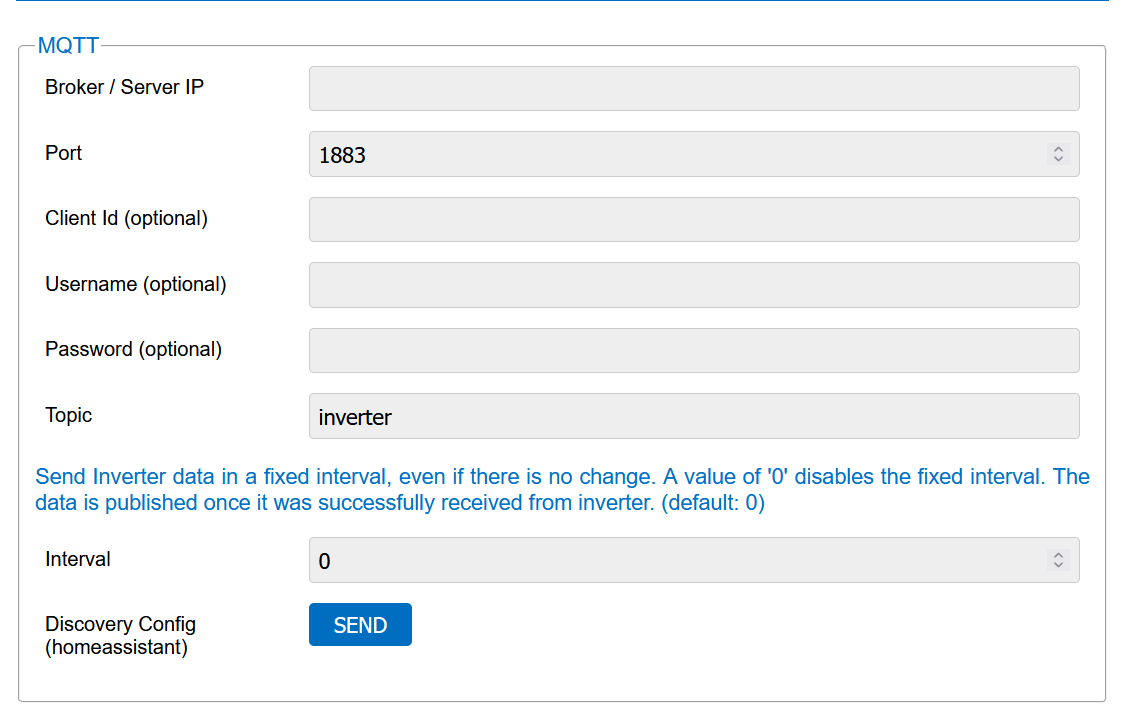 MQTT
Broker / Server IP
Port
1883
Client Id (optional)
Username (optional)
Password (optional)
Topic
inverter
Send Inverter data in a fixed interval, even if there is no change. A value of '0' disables the fixed interval. The
data is published once it was successfully received from inverter. (default: 0)
Interval
0
Discovery Config
(homeassistant)
SEND